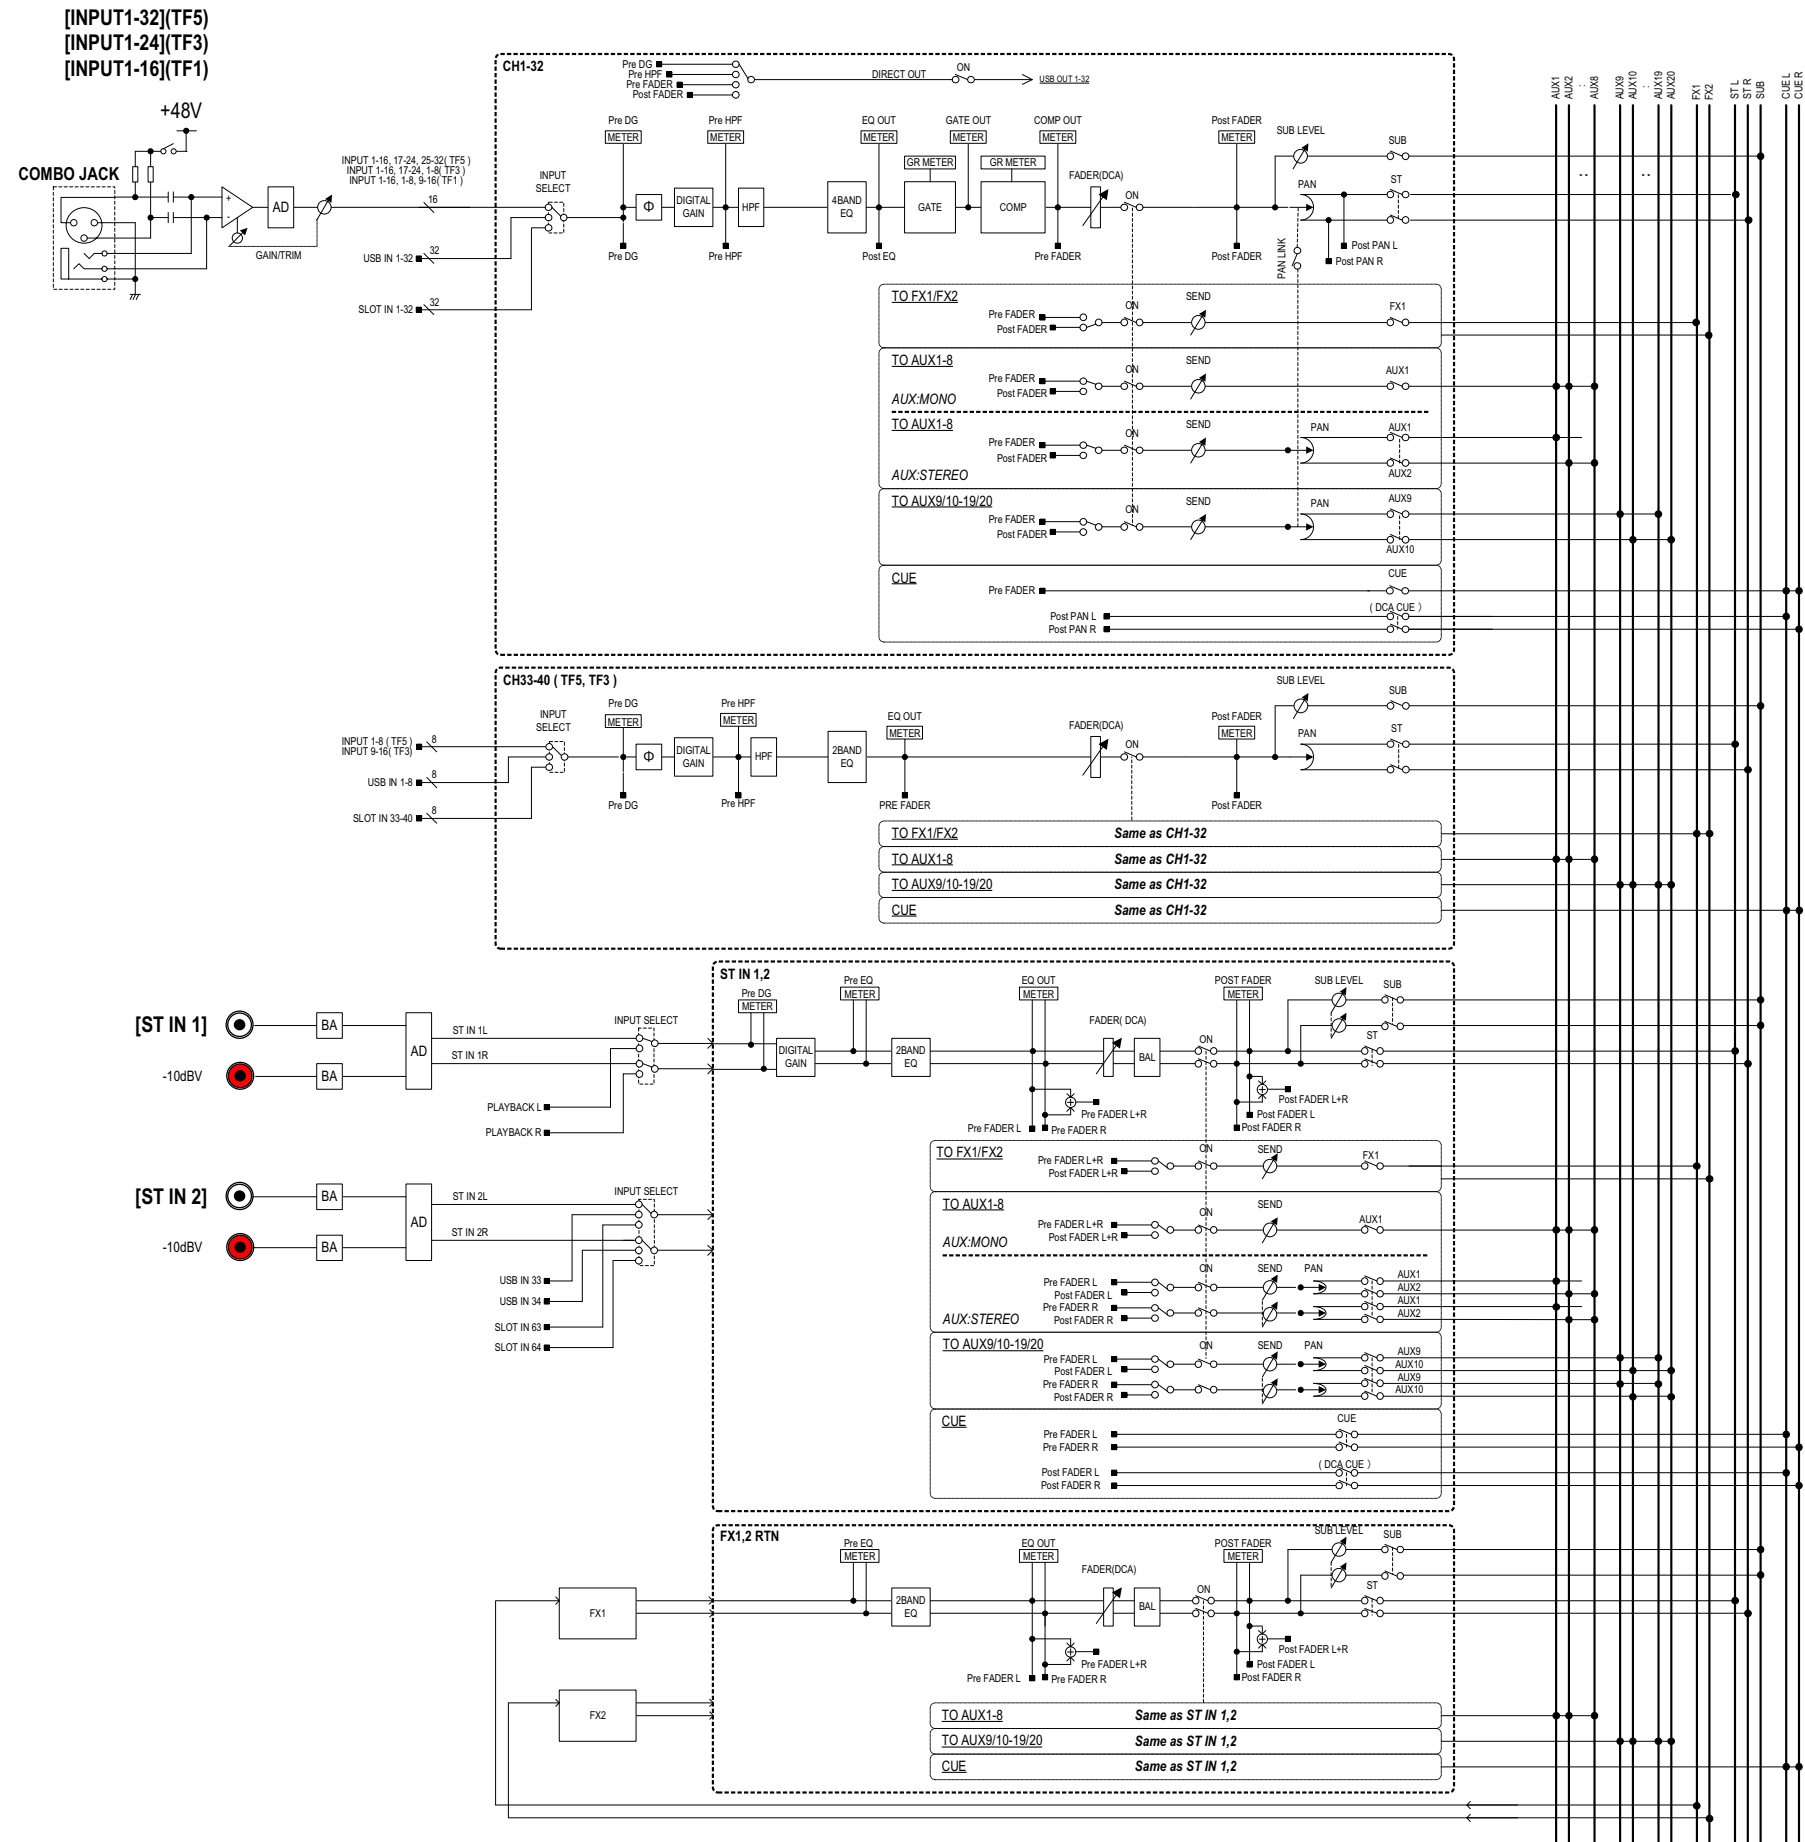 [INPUT1-32](TF5)
[INPUT1-24](TF3)
[INPUT1-16](TF1)
+48V
COMBO JACK
+
-
AD
GAIN/TRIM
INPUT 1-16, 17-24, 25-32( TF5 )
INPUT 1-16, 17-24, 1-8( TF3 )
INPUT 1-16, 1-8, 9-16( TF1 )
16
USB IN 1-32
32
SLOT IN 1-32
32
AUX1
AUX2
AUX8
AUX9
AUX10
AUX19
AUX20
FX1
FX2
ST L
ST R
SUB
CUE L
CUE R
CH1-32
Pre DG
Pre HPF
Pre FADER
Post FADER
DIRECT OUT
ON
USB OUT 1-32
INPUT
SELECT
Pre DG
METER
Pre DG
Φ
DIGITAL
GAIN
Pre HPF
METER
Pre HPF
HPF
4BAND
EQ
EQ OUT
METER
Post EQ
GR METER
GATE
GATE OUT
METER
GR METER
COMP
COMP OUT
METER
Pre FADER
FADER(DCA)
ON
Post FADER
METER
Post FADER
SUB LEVEL
SUB
PAN
ST
PAN LINK
Post PAN L
Post PAN R
TO FX1/FX2
Pre FADER
Post FADER
ON
SEND
FX1
TO AUX1-8
Pre FADER
Post FADER
ON
SEND
AUX1
AUX:MONO
TO AUX1-8
Pre FADER
Post FADER
ON
SEND
PAN
AUX1
AUX2
AUX:STEREO
TO AUX9/10-19/20
Pre FADER
Post FADER
ON
SEND
PAN
AUX9
AUX10
CUE
Pre FADER
CUE
Post PAN L
Post PAN R
( DCA CUE )
CH33-40 ( TF5, TF3 )
INPUT 1-8 ( TF5 )
INPUT 9-16( TF3)
8
USB IN 1-8
8
SLOT IN 33-40
8
INPUT
SELECT
Pre DG
METER
Pre DG
Φ
DIGITAL
GAIN
Pre HPF
METER
Pre HPF
HPF
2BAND
EQ
EQ OUT
METER
PRE FADER
FADER(DCA)
ON
Post FADER
METER
Post FADER
SUB LEVEL
SUB
PAN
ST
TO FX1/FX2 Same as CH1-32
TO AUX1-8 Same as CH1-32
TO AUX9/10-19/20 Same as CH1-32
CUE Same as CH1-32
[ST IN 1]
-10dBV
BA
BA
AD
ST IN 1L
ST IN 1R
INPUT SELECT
PLAYBACK L
PLAYBACK R
[ST IN 2]
-10dBV
BA
BA
AD
ST IN 2L
ST IN 2R
INPUT SELECT
USB IN 33
USB IN 34
SLOT IN 63
SLOT IN 64
ST IN 1,2
Pre DG
METER
DIGITAL
GAIN
Pre EQ
METER
2BAND
EQ
EQ OUT
METER
+
Pre FADER L+R
Pre FADER L
Pre FADER R
FADER( DCA)
BAL
ON
POST FADER
METER
+
Post FADER L+R
Post FADER L
Post FADER R
SUB LEVEL
SUB
ST
TO FX1/FX2
Pre FADER L+R
Post FADER L+R
ON
SEND
FX1
TO AUX1-8
Pre FADER L+R
Post FADER L+R
ON
SEND
AUX1
AUX:MONO
Pre FADER L
Post FADER L
Pre FADER R
Post FADER R
ON
SEND
PAN
AUX1
AUX2
AUX1
AUX2
AUX:STEREO
TO AUX9/10-19/20
Pre FADER L
Post FADER L
Pre FADER R
Post FADER R
ON
SEND
PAN
AUX9
AUX10
AUX9
AUX10
CUE
Pre FADER L
Pre FADER R
CUE
Post FADER L
Post FADER R
( DCA CUE )
FX1,2 RTN
FX1
FX2
Pre EQ
METER
2BAND
EQ
EQ OUT
METER
+
Pre FADER L+R
Pre FADER L
Pre FADER R
FADER(DCA)
BAL
ON
POST FADER
METER
+
Post FADER L+R
Post FADER L
Post FADER R
SUB LEVEL
SUB
ST
TO AUX1-8 Same as ST IN 1,2
TO AUX9/10-19/20 Same as ST IN 1,2
CUE Same as ST IN 1,2